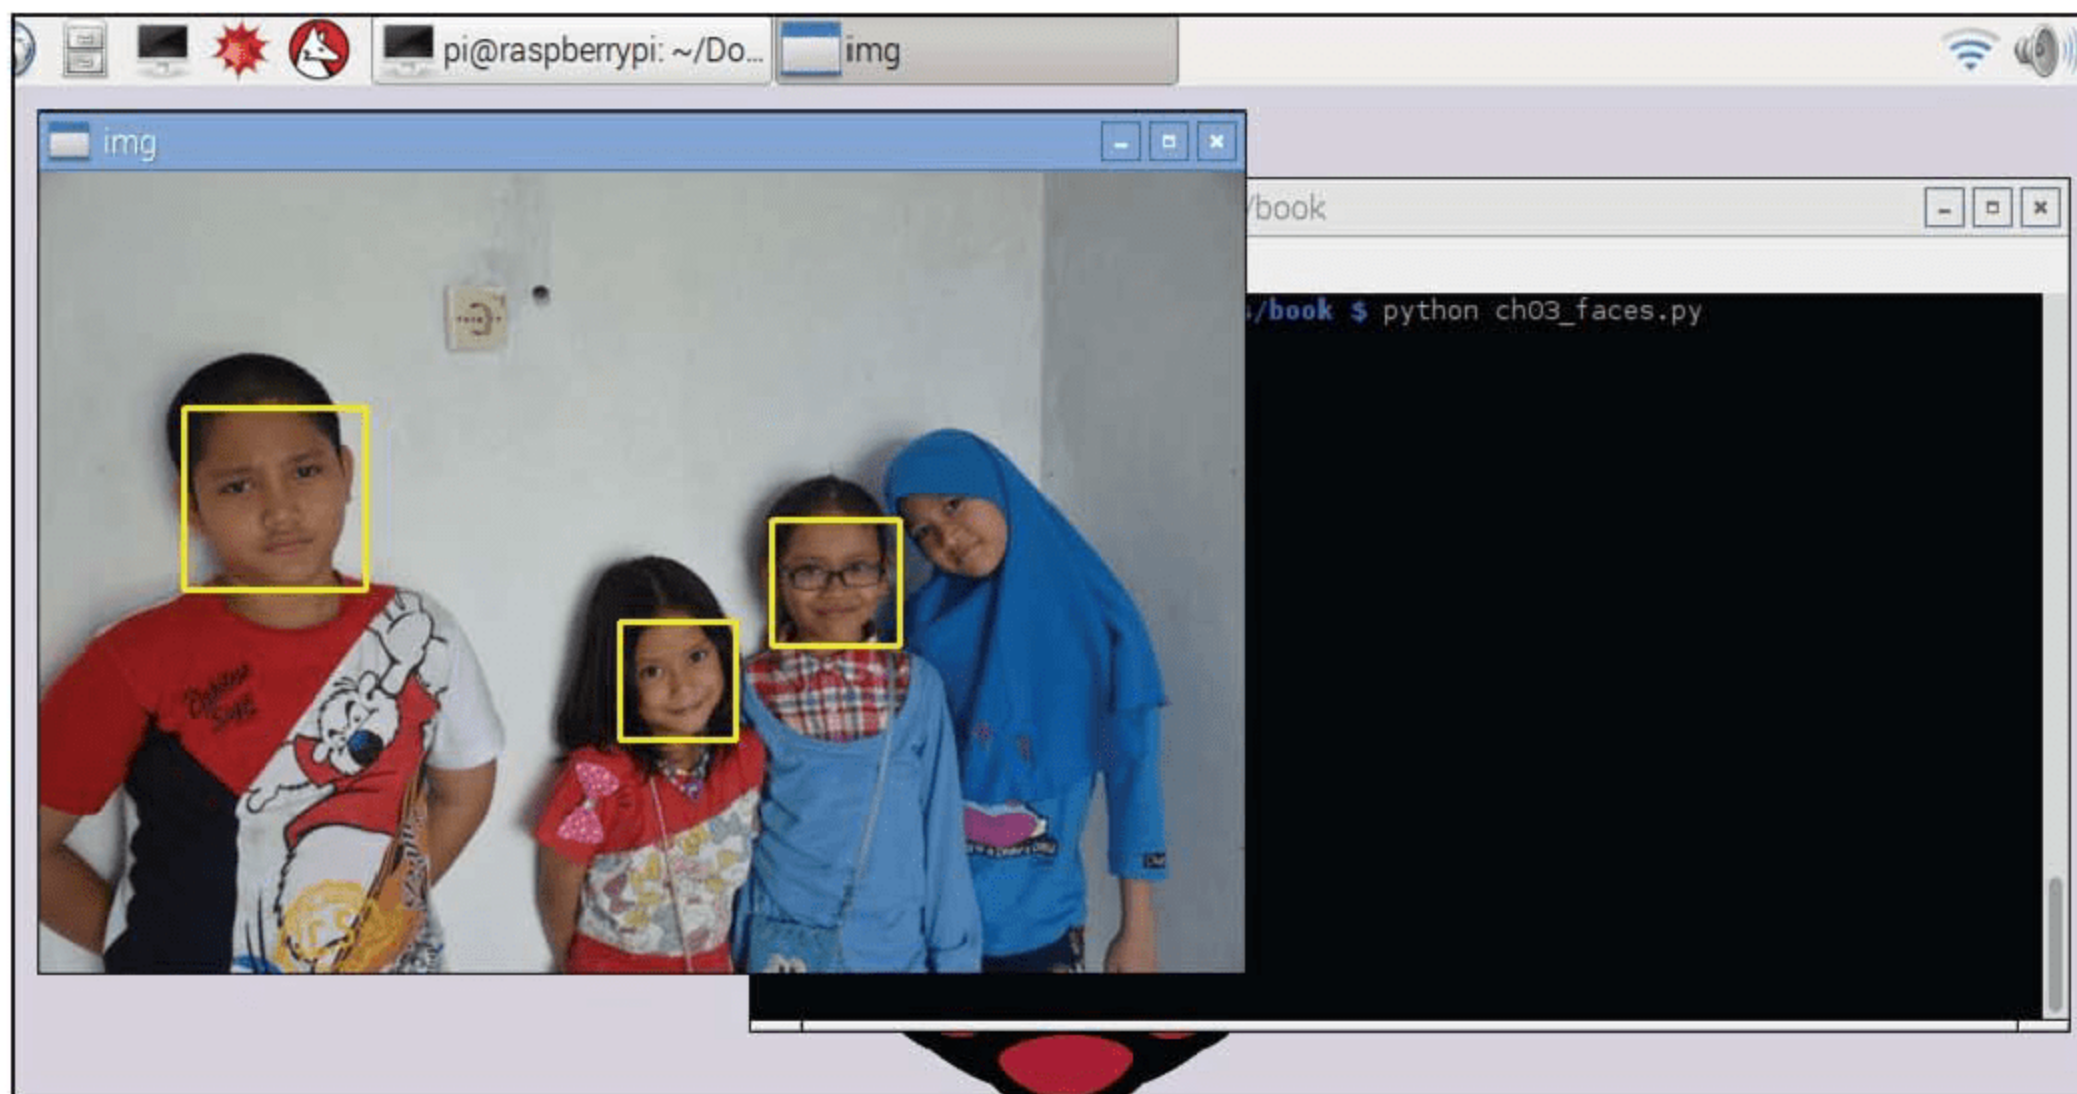 pi@raspberrypi: ~/Do...
img
img
/book
/book $ python ch03_faces.py